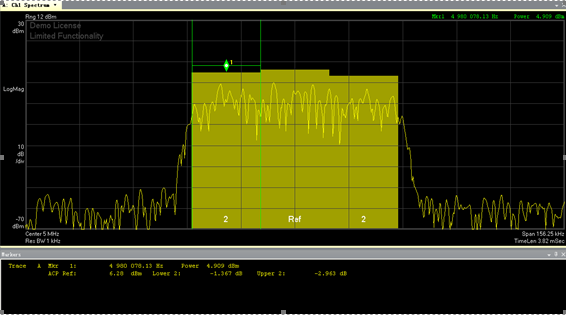 A: Ch1 Spectrum
Rng 12 dBm
Mkr1 4 980 078.13 Hz Power 4.909 dBm
30
dBm
Demo License
Limited Functionality
1
LogMag
10
dB
/div
-70
dBm
2 Ref 2
Center 5 MHz
Span 156.25 kHz
Res BW 1 kHz
TimeLen 3.82 mSec
Markers
Trace A Mkr 1: 4 980 078.13 Hz Power 4.909 dBm
ACP Ref: 6.28 dBm Lower 2: -1.367 dB Upper 2: -2.963 dB